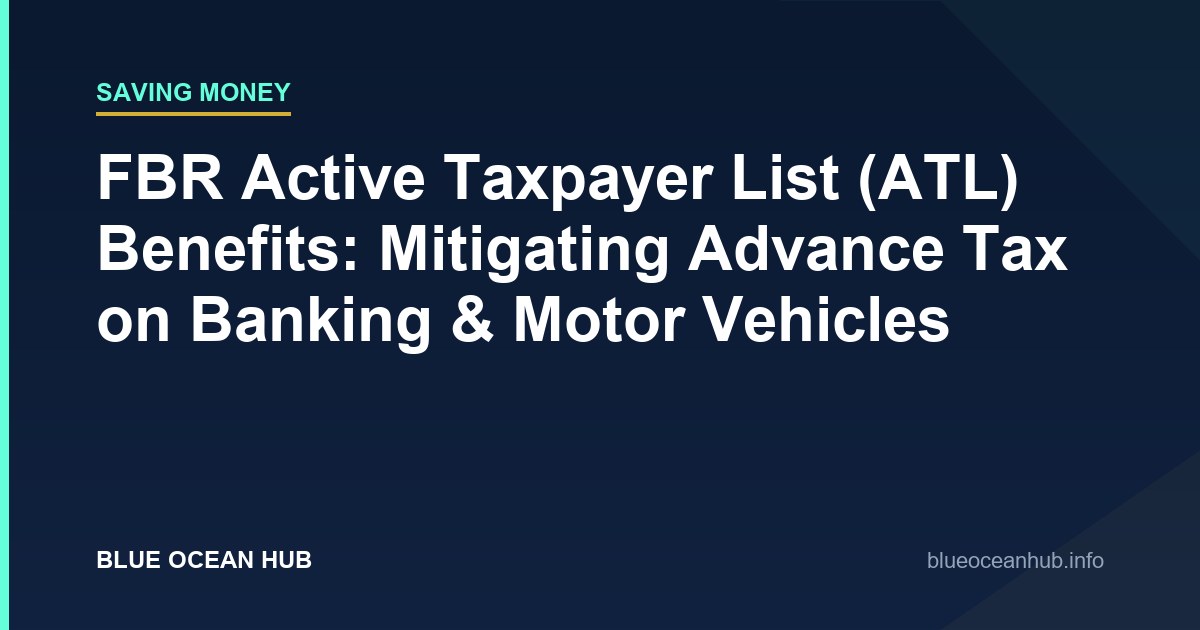 SAVING MONEY
FBR Active Taxpayer List (ATL)
Benefits: Mitigating Advance Tax
on Banking & Motor Vehicles
BLUE OCEAN HUB
blueoceanhub.info